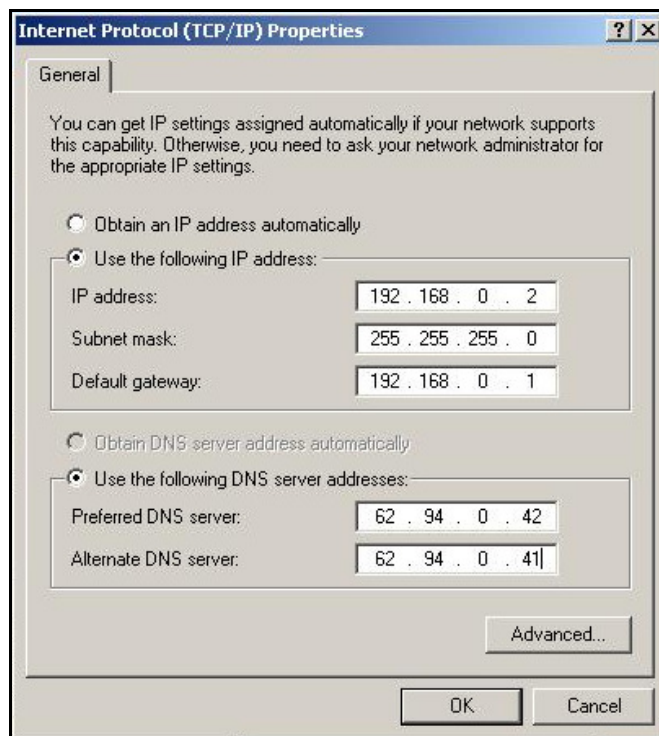 Internet Protocol (TCP/IP) Properties
General
You can get IP settings assigned automatically if your network supports
this capability. Otherwise, you need to ask your network administrator for
the appropriate IP settings.
Obtain an IP address automatically
Use the following IP address:
IP address: 192 . 168 . 0 . 2
Subnet mask: 255 . 255 . 255 . 0
Default gateway: 192 . 168 . 0 . 1
Obtain DNS server address automatically
Use the following DNS server addresses:
Preferred DNS server: 62 . 94 . 0 . 42
Alternate DNS server: 62 . 94 . 0 . 41
Advanced...
OK Cancel